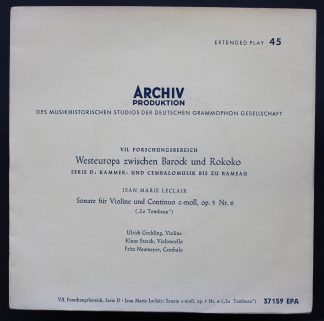 EXTENDED PLAY 45
ARCHIV
PRODUKTION
DES MUSIKHISTORISCHEN STUDIOS DER DEUTSCHEN GRAMMOPHON GESELLSCHAFT
VII. FORSCHUNGSBEREICH
Westeuropa zwischen Barock und Rokoko
SERIE D: KAMMER- UND CEMBALOMUSIK BIS ZU RAMEAU
JEAN MARIE LECLAIR
Sonate für Violine und Continuo c-moll, op. 5 Nr. 6
(„Le Tombeau“)
Ulrich Grehling, Violine
Klaus Storck, Violoncello
Fritz Neumeyer, Cembalo
VII. Forschungsbereich, Serie D - Jean Marie Leclair: Sonate c-moll, op. 5 Nr. 6 („Le Tombeau“)
37159 EPA